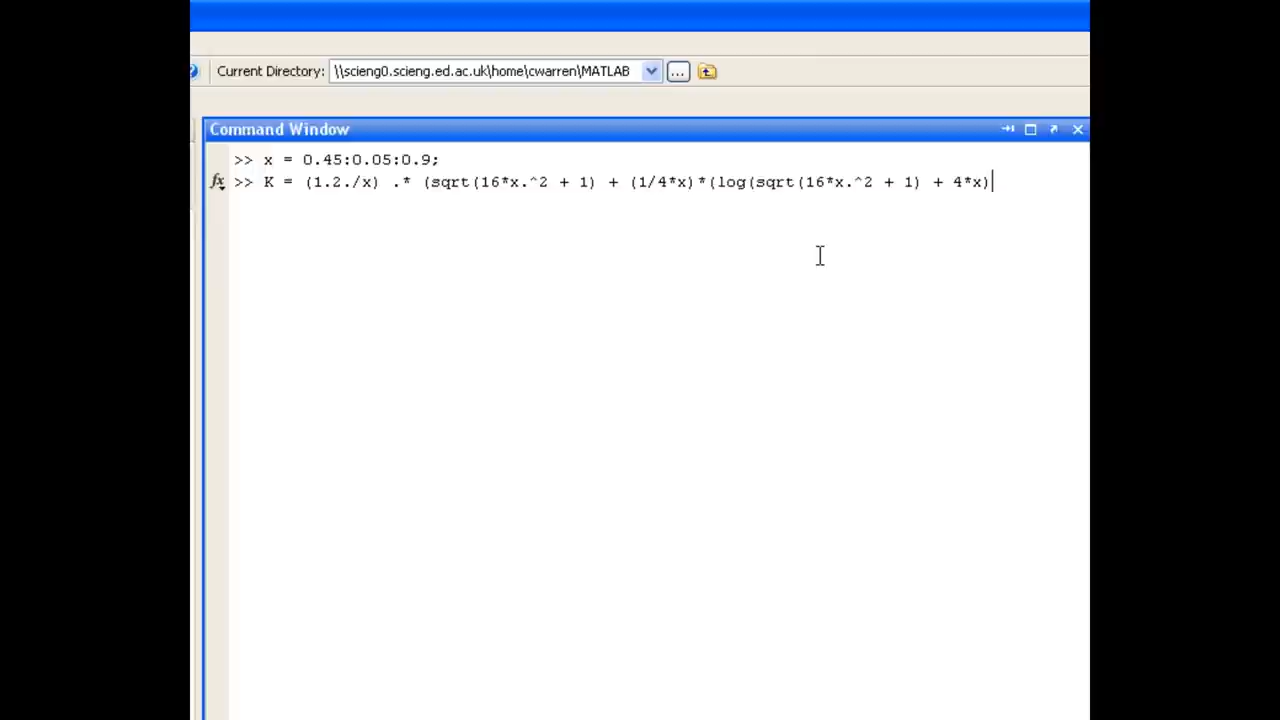 Current Directory: \\scieng0.scieng.ed.ac.uk\home\cwarren\MATLAB ...
Command Window
>> x = 0.45:0.05:0.9;
fx >> K = (1.2./x) .* (sqrt(16*x.^2 + 1) + (1/4*x)*(log(sqrt(16*x.^2 + 1) + 4*x)